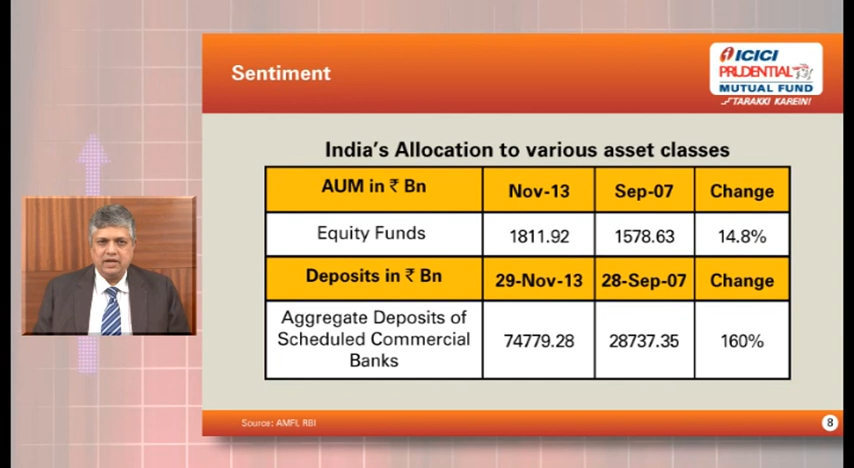 Sentiment
ICICI
PRUDENTIAL
MUTUAL FUND
TARAKKI KAREIN!
India's Allocation to various asset classes
AUM in ₹ Bn Nov-13 Sep-07 Change
Equity Funds 1811.92 1578.63 14.8%
Deposits in ₹ Bn 29-Nov-13 28-Sep-07 Change
Aggregate Deposits of
Scheduled Commercial 74779.28 28737.35 160%
Banks
Source: AMFI, RBI
8